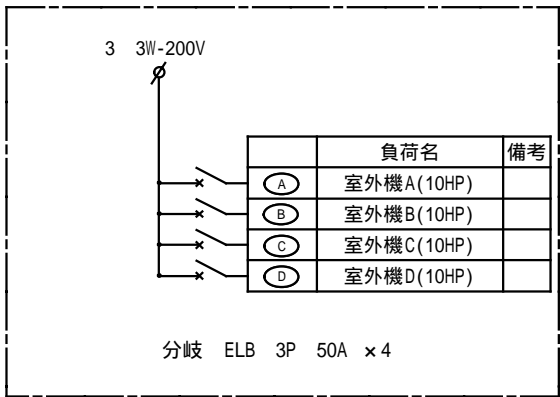 3 3W-200V
負荷名 備考
A 室外機A(10HP)
B 室外機B(10HP)
C 室外機C(10HP)
D 室外機D(10HP)
分岐 ELB 3P 50A ×4